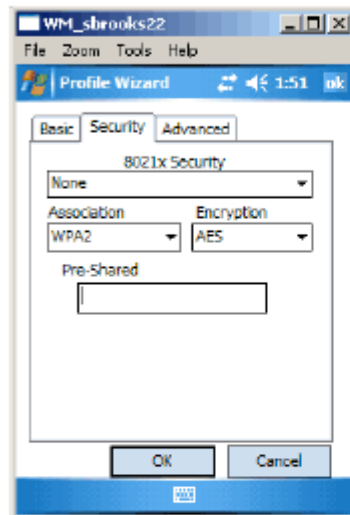 WM_sbrooks22
File Zoom Tools Help
Profile Wizard 1:51 ok
Basic Security Advanced
8021x Security
None
Association Encryption
WPA2 AES
Pre-Shared
OK Cancel